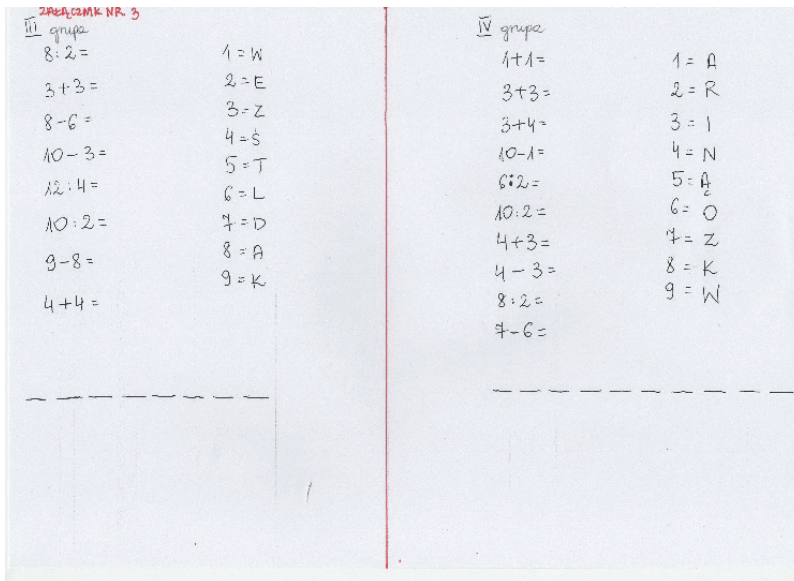 ZAŁĄCZNIK NR. 3
III grupa
8:2=
3+3=
8-6=
10-3=
12:4=
10:2=
9-8=
4+4=
1=W
2=E
3=Z
4=Ś
5=T
6=L
7=D
8=A
9=K
IV grupa
1+1=
3+3=
3+4=
10-1=
6:2=
10:2=
4+3=
4-3=
8:2=
7-6=
1=A
2=R
3=I
4=N
5=Ą
6=O
7=Z
8=K
9=W